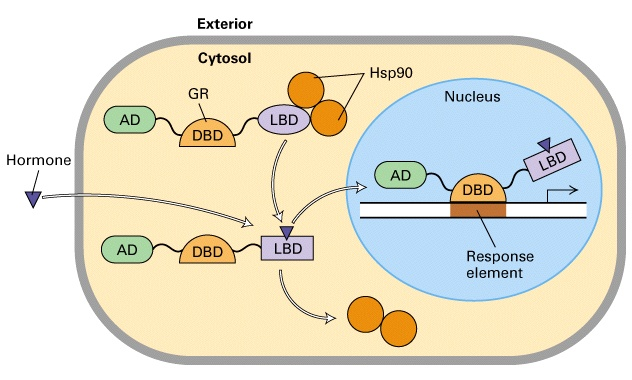 Exterior
Cytosol
Hsp90
GR
AD
DBD
LBD
Nucleus
Hormone
AD
DBD
LBD
AD
DBD
LBD
Response
element